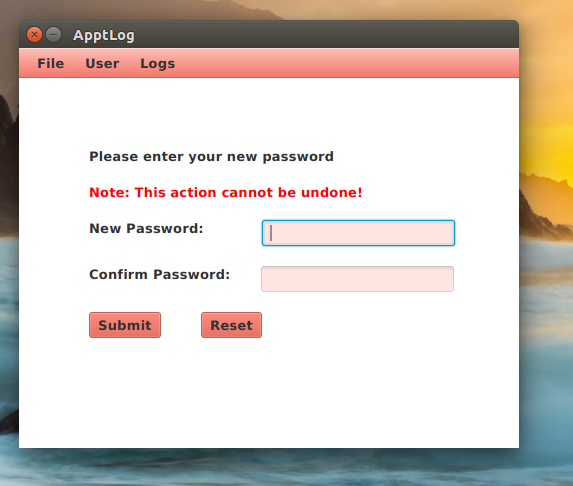 ApptLog
File User Logs
Please enter your new password
Note: This action cannot be undone!
New Password:
Confirm Password:
Submit Reset